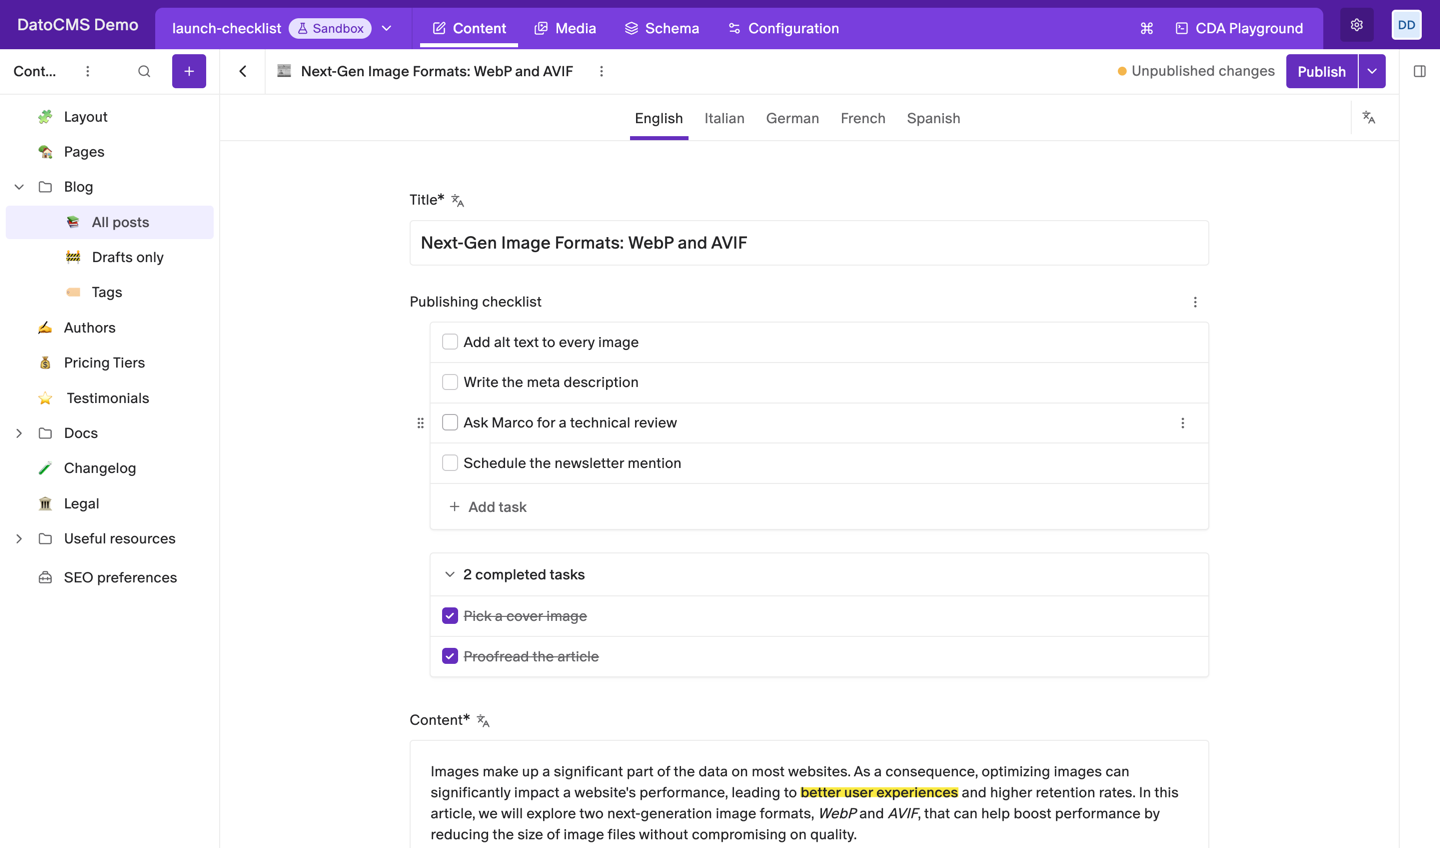 DatoCMS Demo
launch-checklist
Sandbox
Content
Media
Schema
Configuration
CDA Playground
DD
Cont...
Next-Gen Image Formats: WebP and AVIF
Unpublished changes
Publish
Layout
Pages
Blog
All posts
Drafts only
Tags
Authors
Pricing Tiers
Testimonials
Docs
Changelog
Legal
Useful resources
SEO preferences
English
Italian
German
French
Spanish
Title*
Next-Gen Image Formats: WebP and AVIF
Publishing checklist
Add alt text to every image
Write the meta description
Ask Marco for a technical review
Schedule the newsletter mention
Add task
2 completed tasks
Pick a cover image
Proofread the article
Content*
Images make up a significant part of the data on most websites. As a consequence, optimizing images can
significantly impact a website's performance, leading to better user experiences and higher retention rates. In this
article, we will explore two next-generation image formats, WebP and AVIF, that can help boost performance by
reducing the size of image files without compromising on quality.